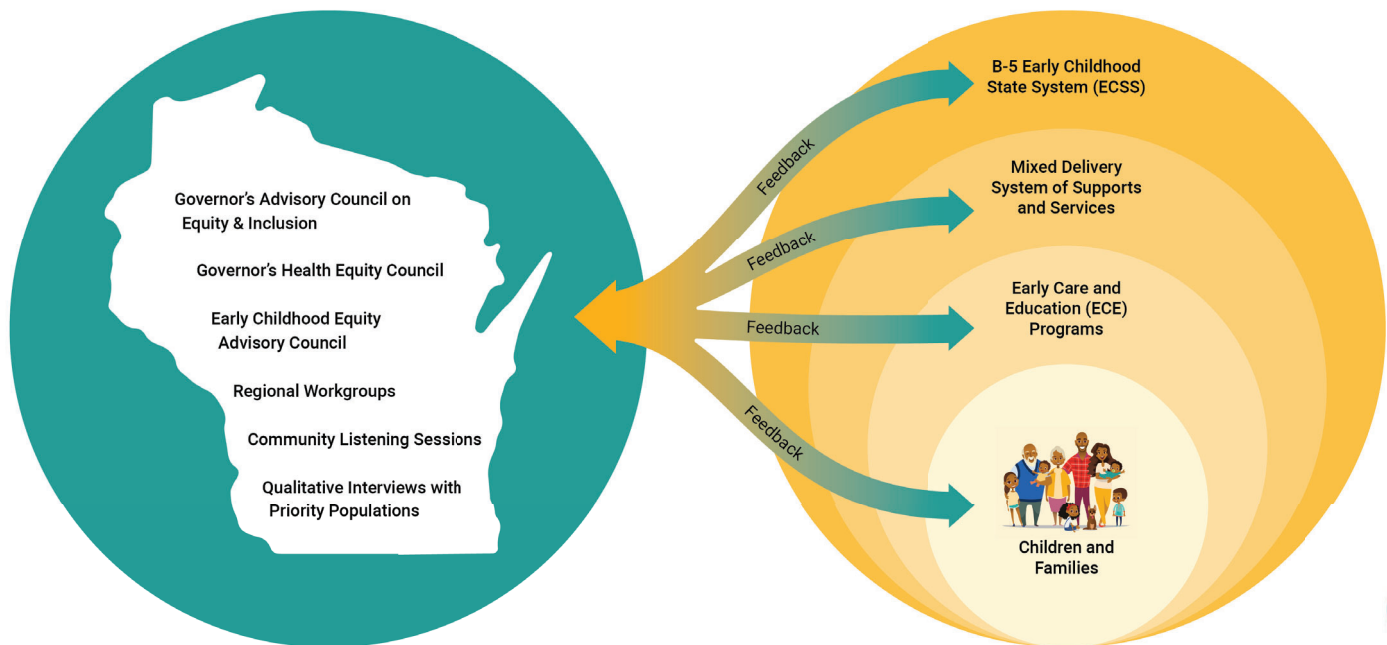 Governor's Advisory Council on
Equity & Inclusion
Governor's Health Equity Council
Early Childhood Equity
Advisory Council
Regional Workgroups
Community Listening Sessions
Qualitative Interviews with
Priority Populations
Feedback
Feedback
Feedback
Feedback
B-5 Early Childhood
State System (ECSS)
Mixed Delivery
System of Supports
and Services
Early Care and
Education (ECE)
Programs
Children and
Families